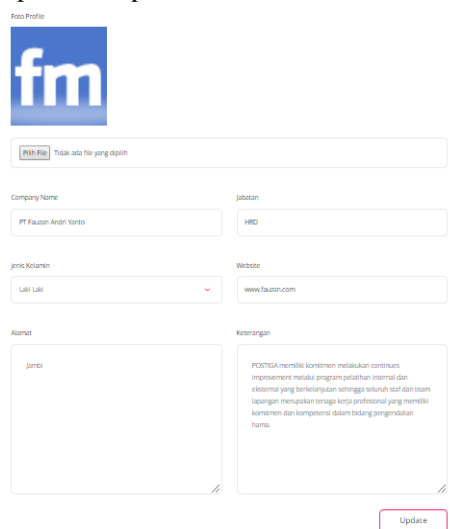 Foto Profile
fm
Pilih File Tidak ada file yang dipilih
Company Name
PT Fauzan Andri Yanto
Jabatan
HRD
Jenis Kelamin
Laki Laki
Website
www.fauzan.com
Alamat
Jambi
Keterangan
POSTIGA memiliki komitmen melakukan continues
improvement melalui program pelatihan internal dan
eksternal yang berkelanjutan sehingga seluruh staf dan team
lapangan merupakan tenaga kerja profesional yang memiliki
komitmen dan kompetensi dalam bidang pengendalian
hama.
Update